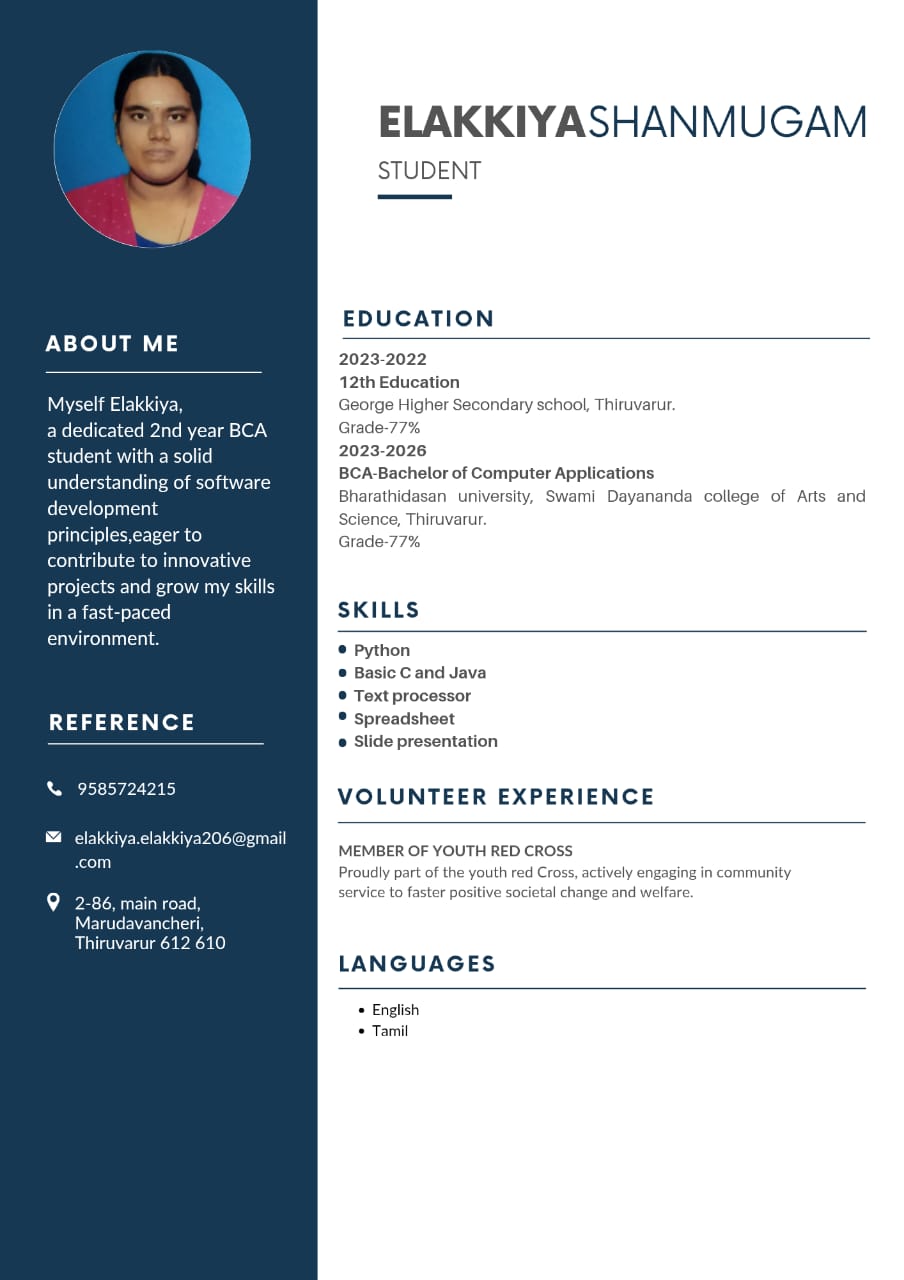 ELAKKIYA SHANMUGAM
STUDENT
ABOUT ME
Myself Elakkiya,
a dedicated 2nd year BCA
student with a solid
understanding of software
development
principles,eager to
contribute to innovative
projects and grow my skills
in a fast-paced
environment.
REFERENCE
9585724215
elakkiya.elakkiya206@gmail
.com
2-86, main road,
Marudavancheri,
Thiruvarur 612 610
EDUCATION
2023-2022
12th Education
George Higher Secondary school, Thiruvarur.
Grade-77%
2023-2026
BCA-Bachelor of Computer Applications
Bharathidasan university, Swami Dayananda college of Arts and
Science, Thiruvarur.
Grade-77%
SKILLS
Python
Basic C and Java
Text processor
Spreadsheet
Slide presentation
VOLUNTEER EXPERIENCE
MEMBER OF YOUTH RED CROSS
Proudly part of the youth red Cross, actively engaging in community
service to faster positive societal change and welfare.
LANGUAGES
English
Tamil